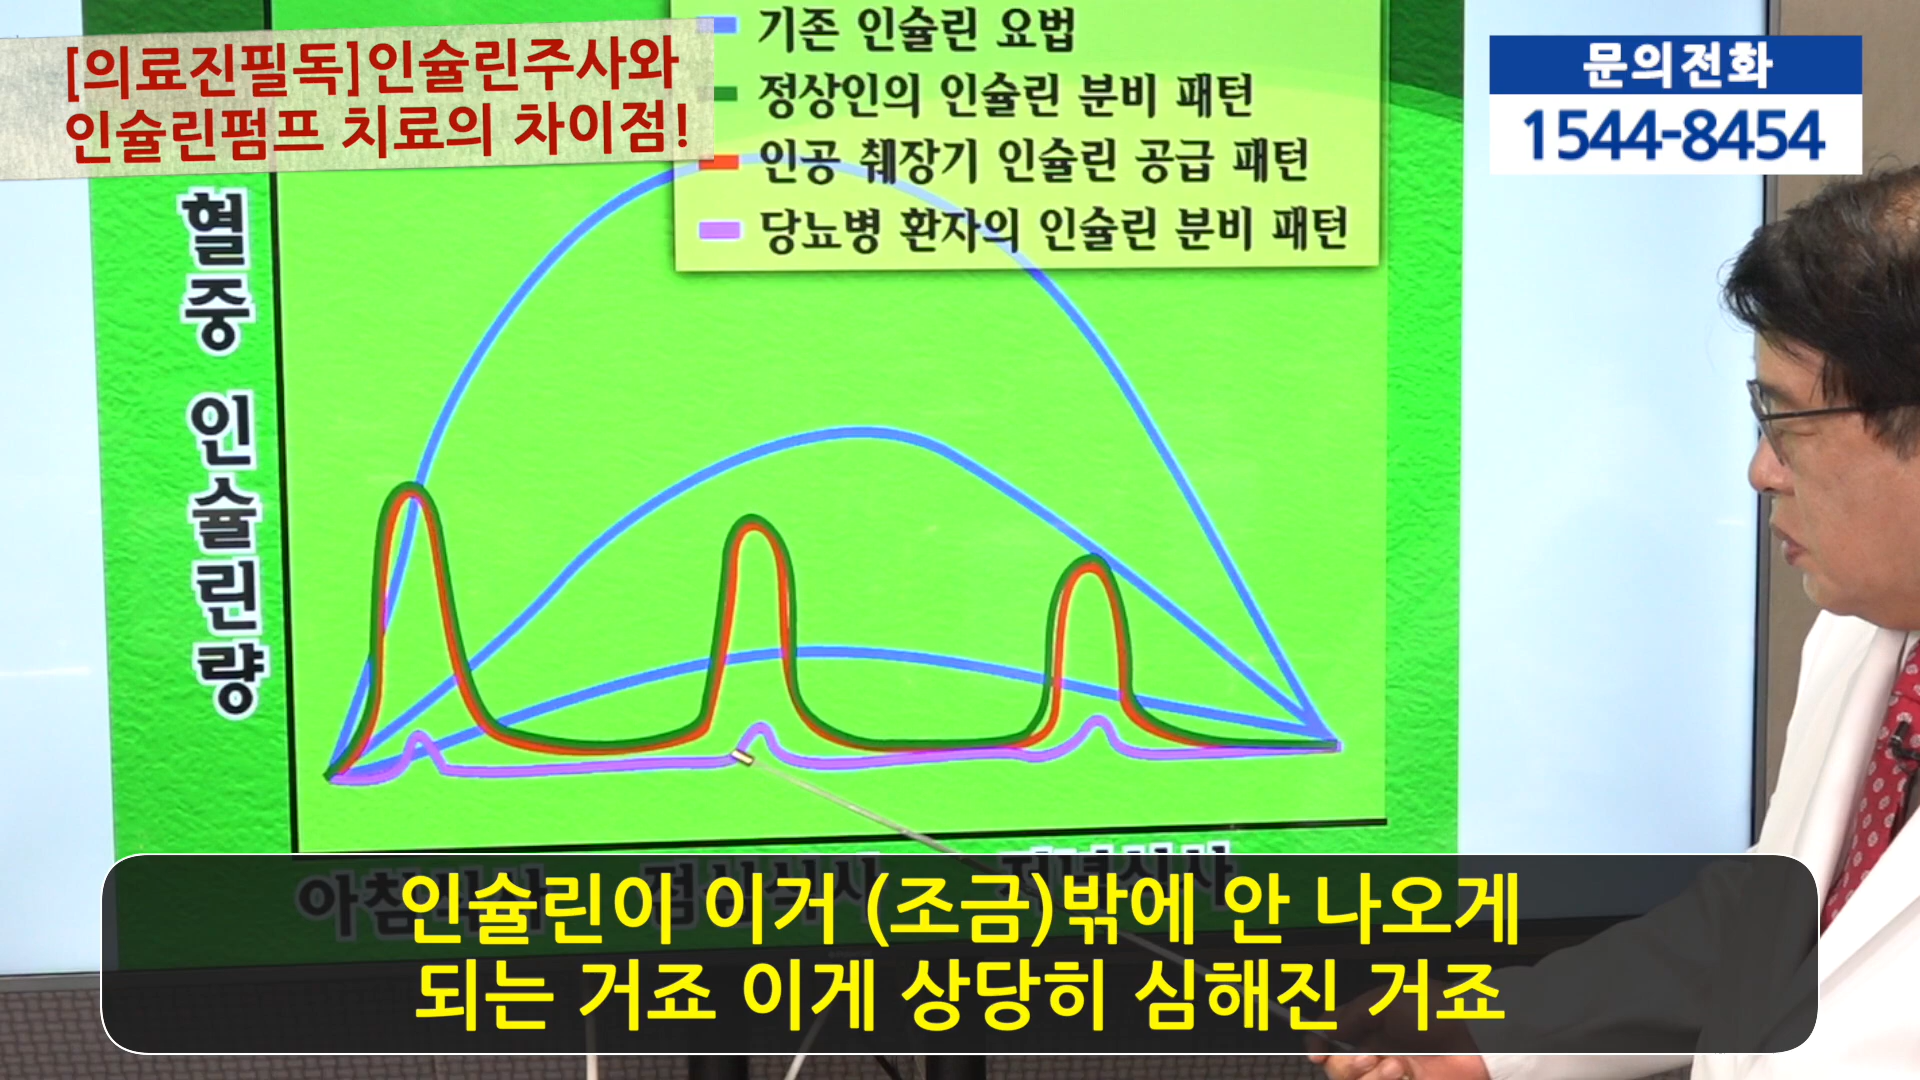 [의료진필독]인슐린주사와
인슐린펌프 치료의 차이점!
기존 인슐린 요법
정상인의 인슐린 분비 패턴
인공 췌장기 인슐린 공급 패턴
당뇨병 환자의 인슐린 분비 패턴
문의전화
1544-8454
혈중 인슐린량
인슐린이 이거 (조금)밖에 안 나오게
되는 거죠 이게 상당히 심해진 거죠